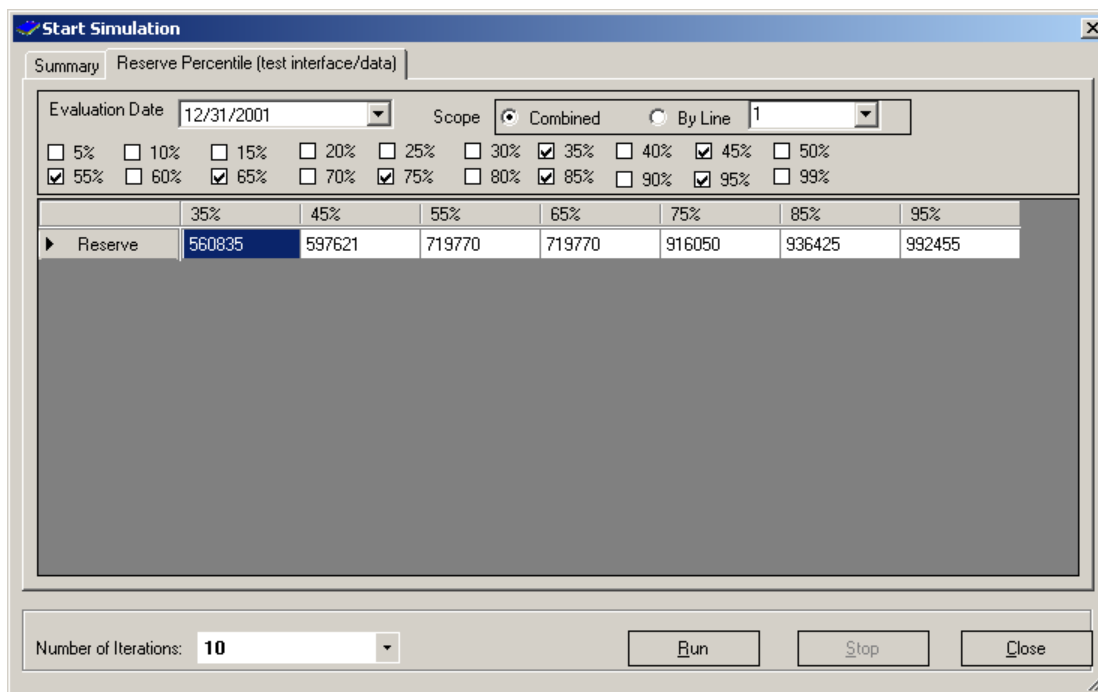 Start Simulation
Summary Reserve Percentile (test interface/data)
Evaluation Date 12/31/2001 Scope Combined By Line 1
5% 10% 15% 20% 25% 30% 35% 40% 45% 50%
55% 60% 65% 70% 75% 80% 85% 90% 95% 99%
35% 45% 55% 65% 75% 85% 95%
Reserve 560835 597621 719770 719770 916050 936425 992455
Number of Iterations: 10 Run Stop Close